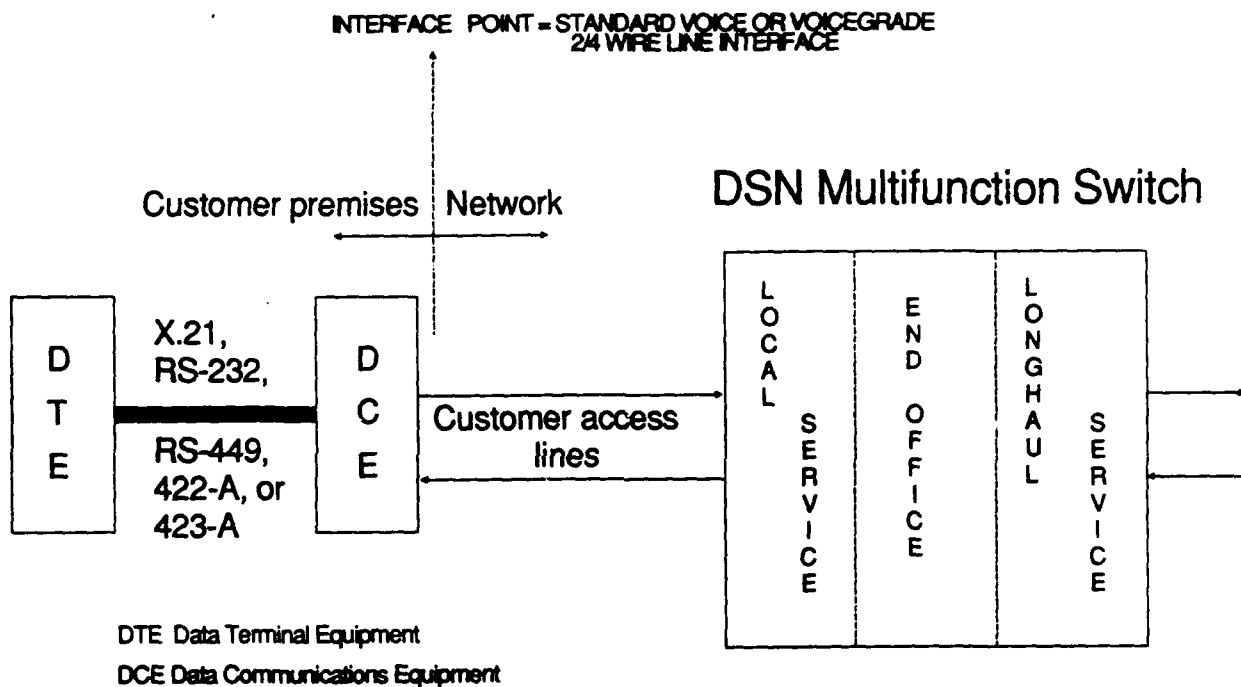 INTERFACE POINT = STANDARD VOICE OR VOICEGRADE
2/4 WIRE LINE INTERFACE
Customer premises
Network
DSN Multifunction Switch
DTE
X.21,
RS-232,
RS-449,
422-A, or
423-A
DCE
Customer access
lines
LOCAL
SERVICE
END OFFICE
LONGHAUL
SERVICE
DTE Data Terminal Equipment
DCE Data Communications Equipment